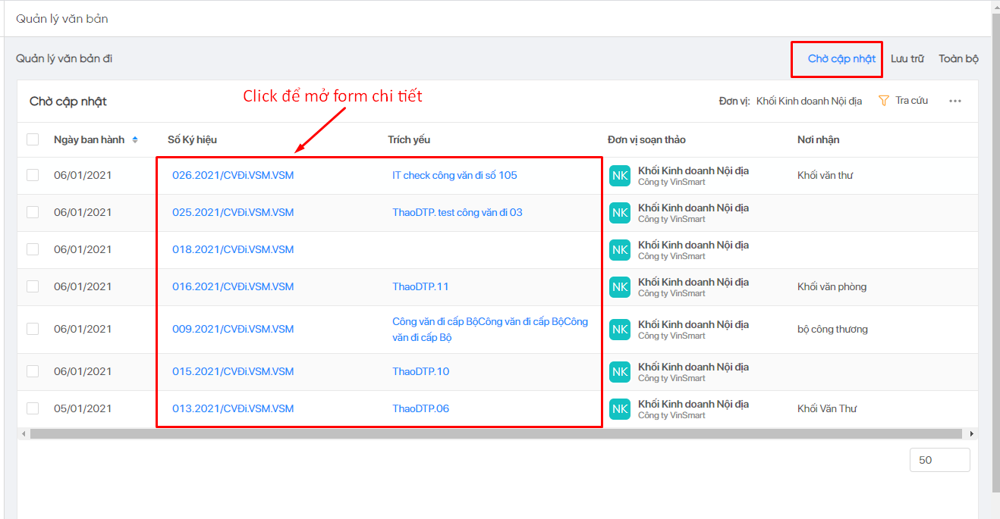 Quản lý văn bản
Quản lý văn bản đi
Chờ cập nhật Lưu trữ Toàn bộ
Click để mở form chi tiết
Chờ cập nhật
Đơn vị: Khối Kinh doanh Nội địa Tra cứu
Ngày ban hành Số Ký hiệu Trích yếu Đơn vị soạn thảo Nơi nhận
06/01/2021 026.2021/CVĐi.VSM.VSM IT check công văn đi số 105 NK Khối Kinh doanh Nội địa Khối văn thư
Công ty VinSmart
06/01/2021 025.2021/CVĐi.VSM.VSM ThaoDTP. test công văn đi 03 NK Khối Kinh doanh Nội địa
Công ty VinSmart
06/01/2021 018.2021/CVĐi.VSM.VSM NK Khối Kinh doanh Nội địa
Công ty VinSmart
06/01/2021 016.2021/CVĐi.VSM.VSM ThaoDTP.11 NK Khối Kinh doanh Nội địa Khối văn phòng
Công ty VinSmart
06/01/2021 009.2021/CVĐi.VSM.VSM Công văn đi cấp BộCông văn đi cấp BộCông NK Khối Kinh doanh Nội địa bộ công thương
văn đi cấp Bộ Công ty VinSmart
06/01/2021 015.2021/CVĐi.VSM.VSM ThaoDTP.10 NK Khối Kinh doanh Nội địa
Công ty VinSmart
05/01/2021 013.2021/CVĐi.VSM.VSM ThaoDTP.06 NK Khối Kinh doanh Nội địa Khối Văn Thư
Công ty VinSmart
50